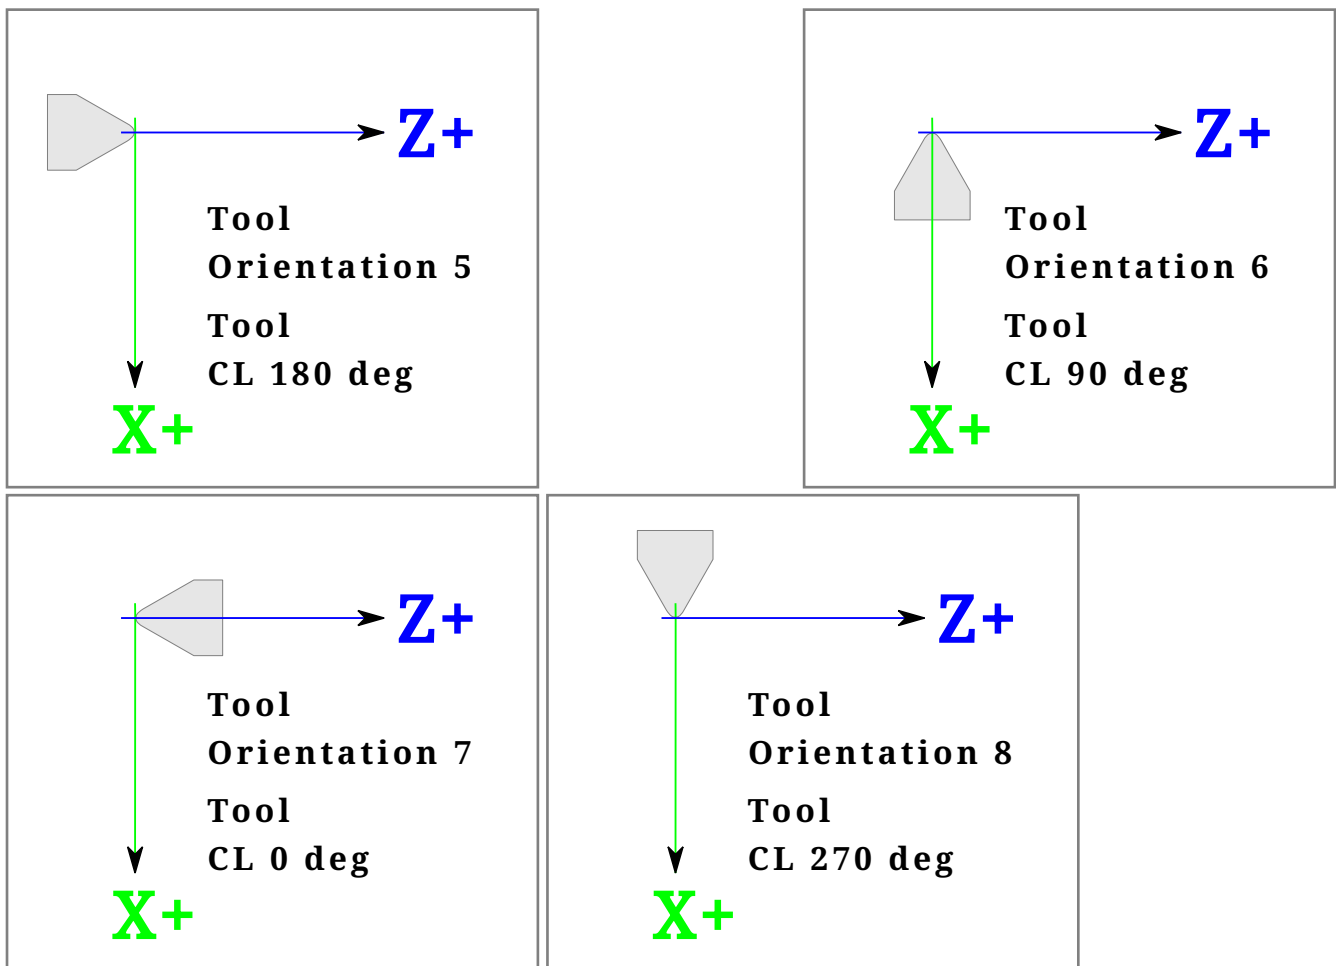 Z+
Tool
Orientation 5
Tool
CL 180 deg
X+
Z+
Tool
Orientation 6
Tool
CL 90 deg
X+
Z+
Tool
Orientation 7
Tool
CL 0 deg
X+
Z+
Tool
Orientation 8
Tool
CL 270 deg
X+